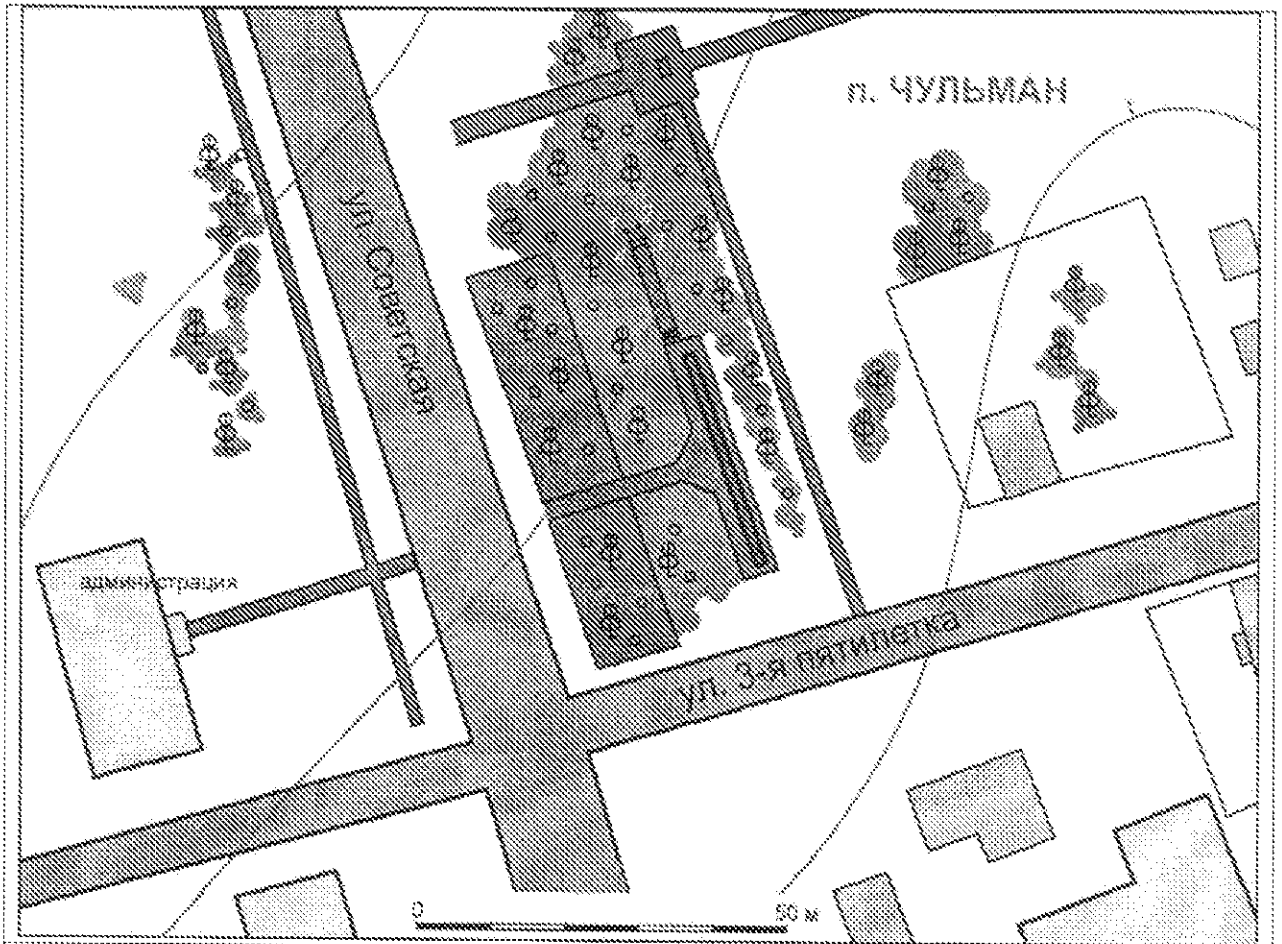 п. ЧУЛЬМАН
ул. Советская
администрация
ул. 3-я пятилетка
0 50 м